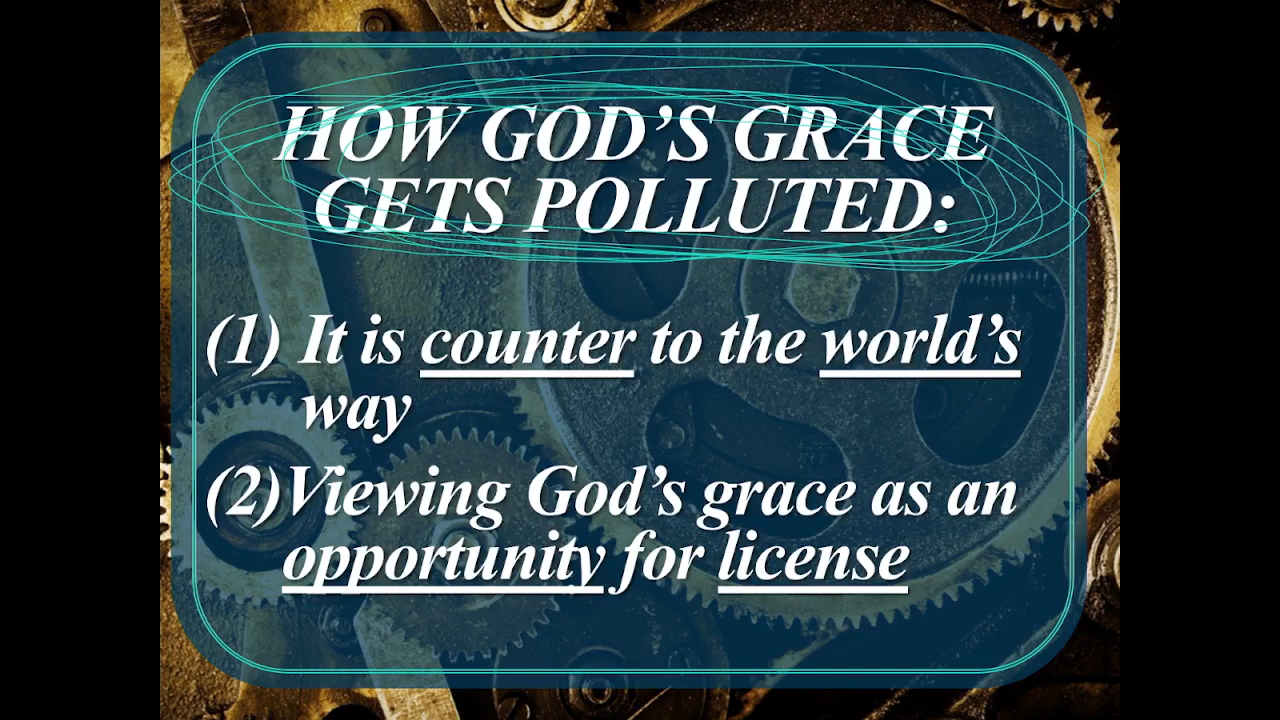 HOW GOD’S GRACE
GETS POLLUTED:
(1) It is counter to the world’s
way
(2)Viewing God’s grace as an
opportunity for license